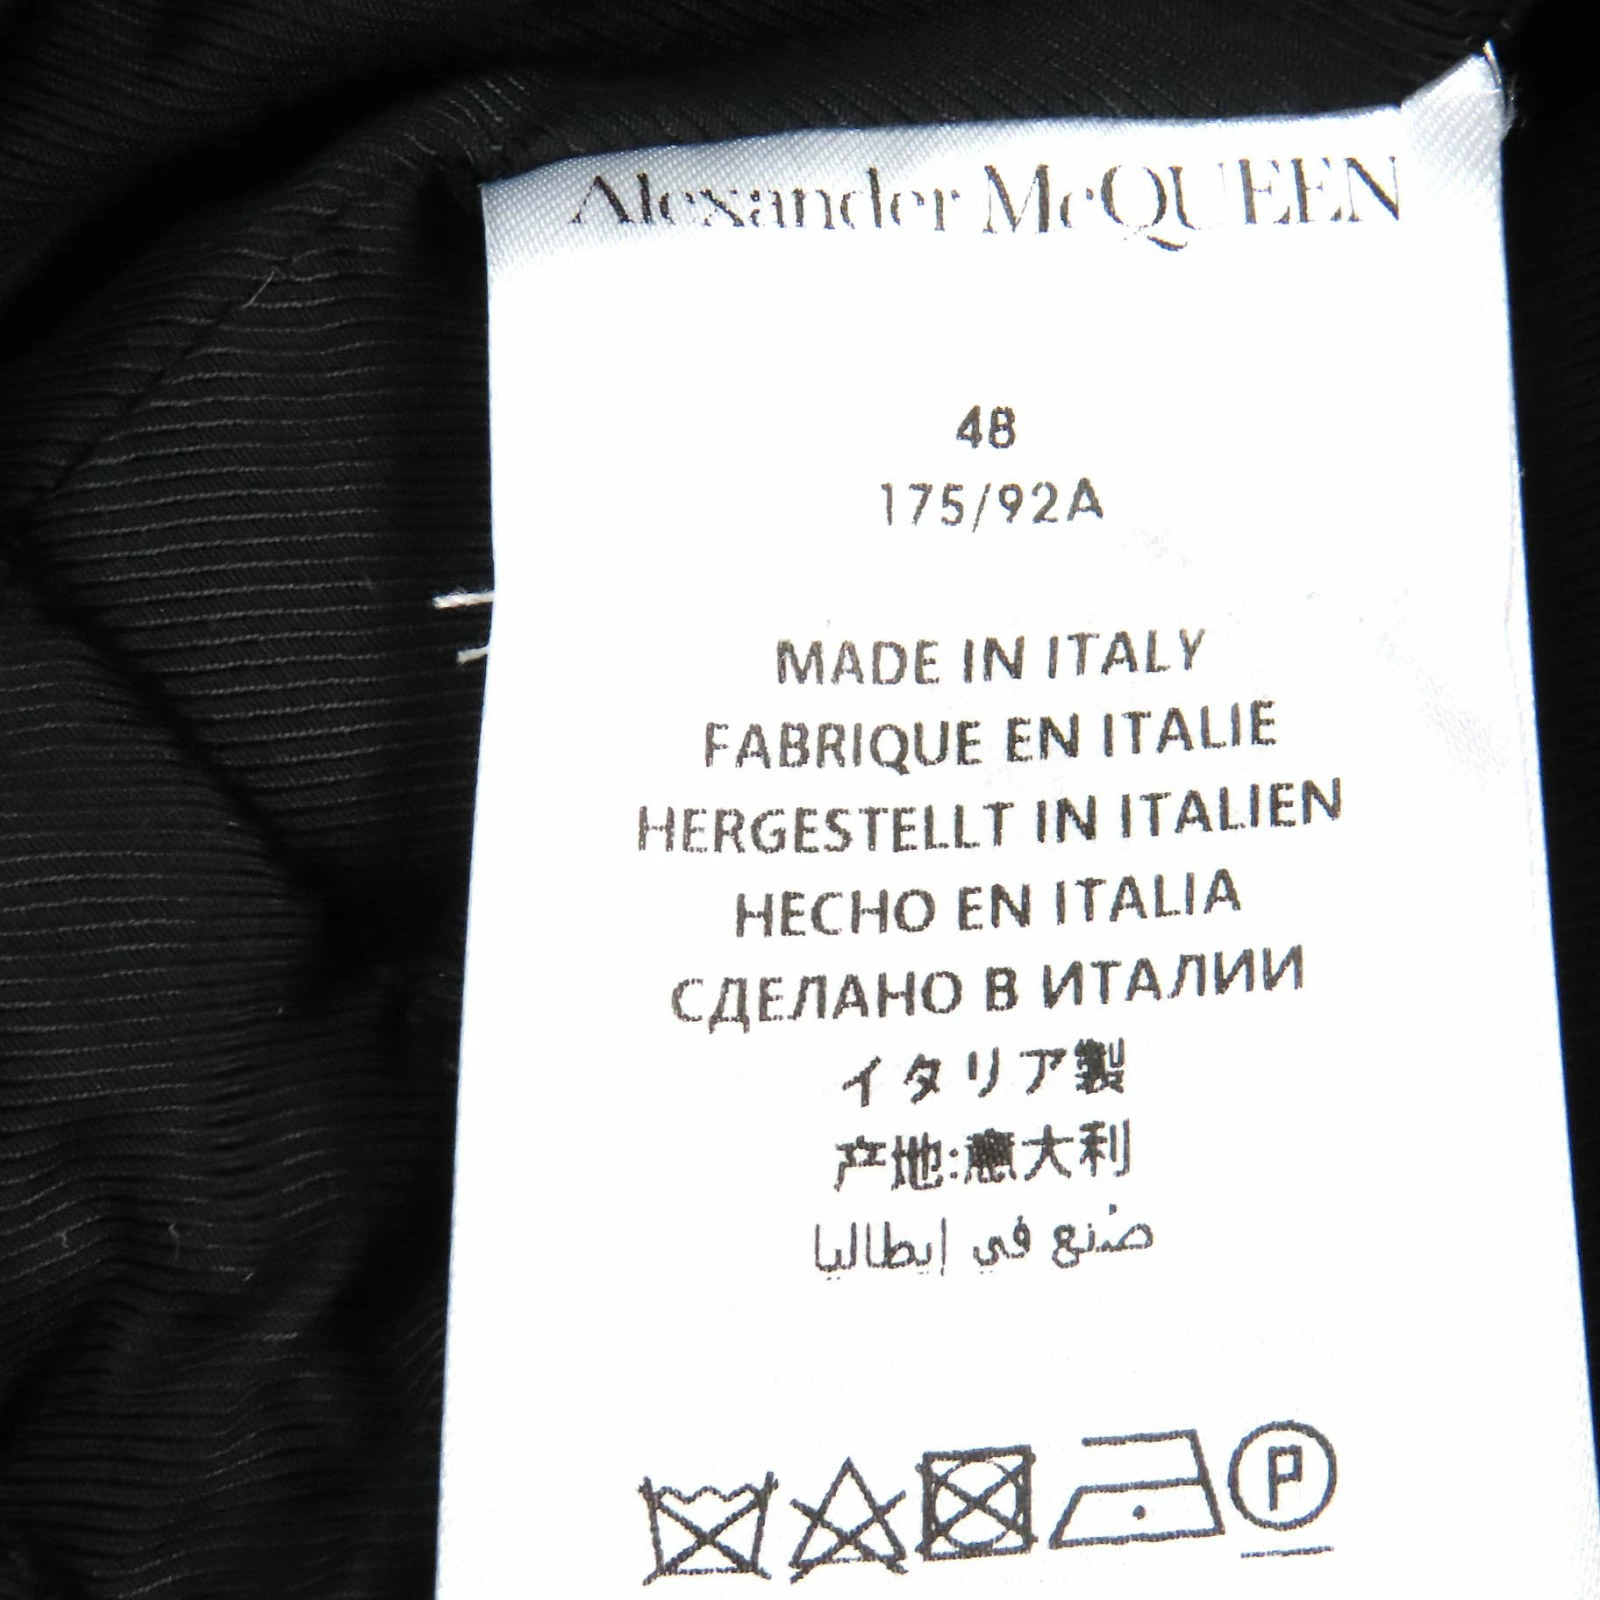 Alexander McQUEEN
48
175/92A
MADE IN ITALY
FABRIQUE EN ITALIE
HERGESTELLT IN ITALIEN
HECHO EN ITALIA
СДЕЛАНО В ИТАЛИИ
イタリア製
产地:意大利
صُنع في إيطاليا
P